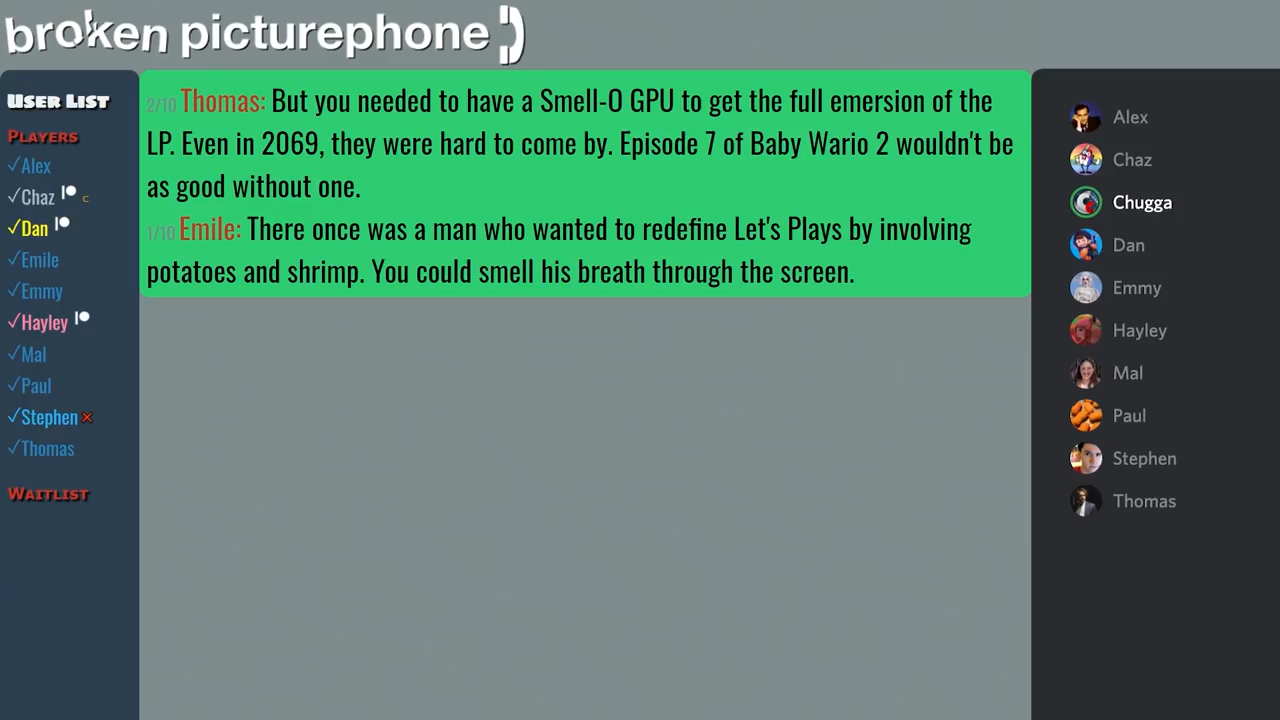 broken picturephone
User List
Players
✓Alex
✓Chaz c
✓Dan
✓Emile
✓Emmy
✓Hayley
✓Mal
✓Paul
✓Stephen ✕
✓Thomas
Waitlist
2/10 Thomas: But you needed to have a Smell-O GPU to get the full emersion of the
LP. Even in 2069, they were hard to come by. Episode 7 of Baby Wario 2 wouldn't be
as good without one.
1/10 Emile: There once was a man who wanted to redefine Let's Plays by involving
potatoes and shrimp. You could smell his breath through the screen.
Alex
Chaz
Chugga
Dan
Emmy
Hayley
Mal
Paul
Stephen
Thomas